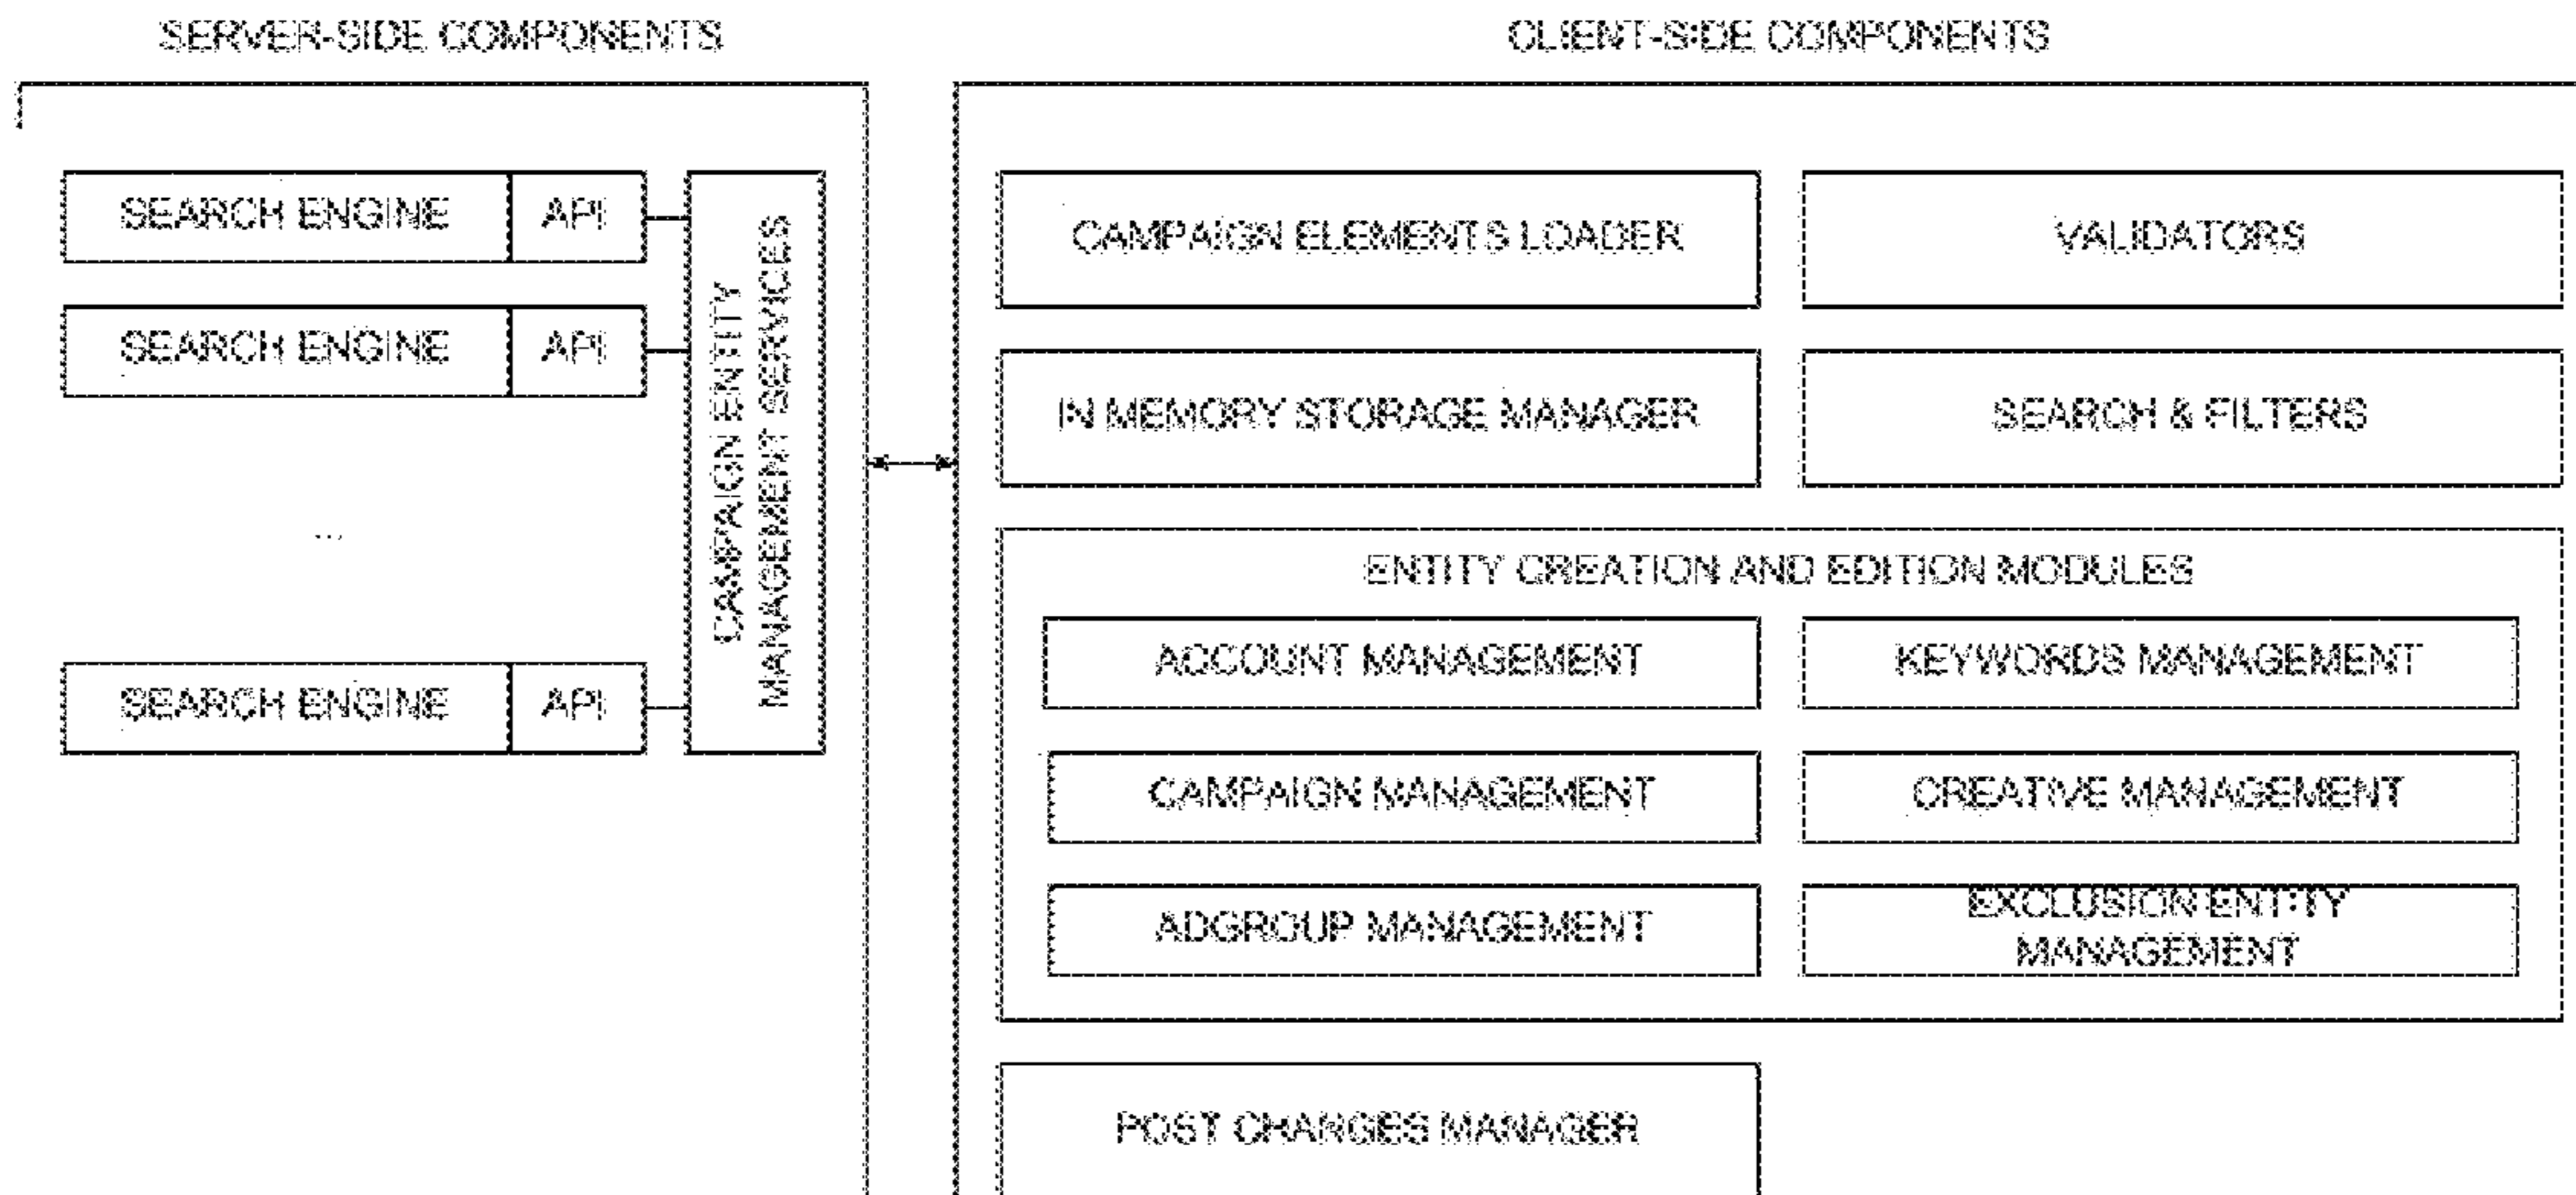 SERVER-SIDE COMPONENTS
SEARCH ENGINE API
SEARCH ENGINE API
...
SEARCH ENGINE API
CAMPAIGN ENTITY
MANAGEMENT SERVICES
CLIENT-SIDE COMPONENTS
CAMPAIGN ELEMENTS LOADER
VALIDATORS
IN MEMORY STORAGE MANAGER
SEARCH & FILTERS
ENTITY CREATION AND EDITION MODULES
ACCOUNT MANAGEMENT
KEYWORDS MANAGEMENT
CAMPAIGN MANAGEMENT
CREATIVE MANAGEMENT
ADGROUP MANAGEMENT
EXCLUSION ENTITY
MANAGEMENT
POST CHANGES MANAGER